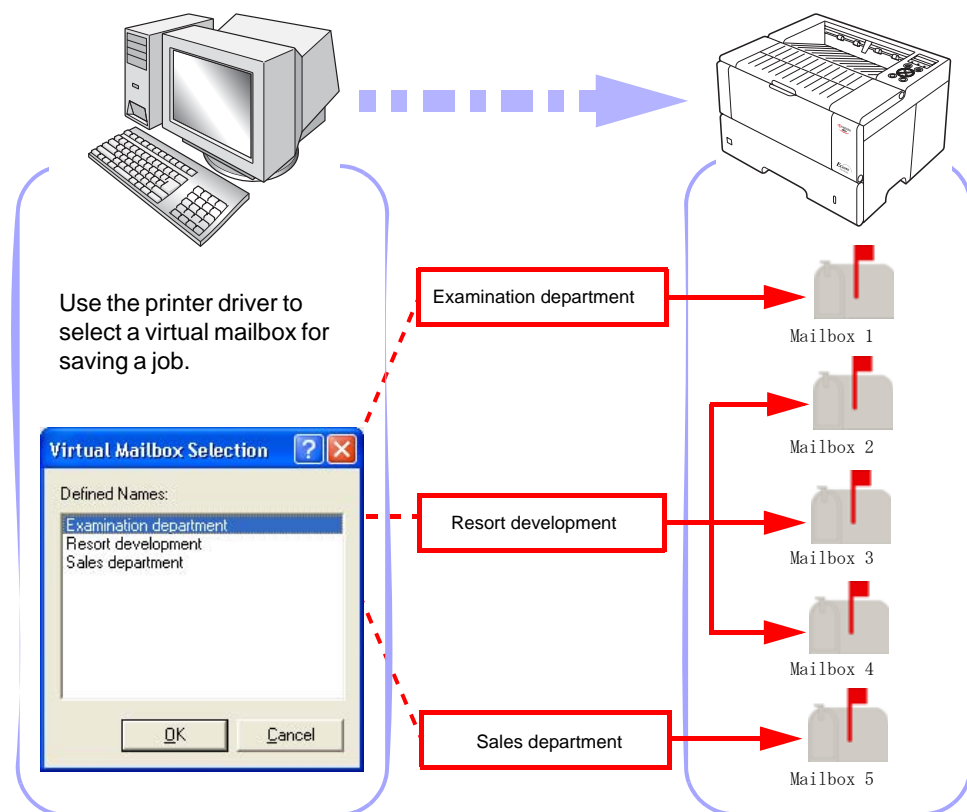 Use the printer driver to
select a virtual mailbox for
saving a job.
Virtual Mailbox Selection
Defined Names:
Examination department
Resort development
Sales department
OK
Cancel
Examination department
Resort development
Sales department
Mailbox 1
Mailbox 2
Mailbox 3
Mailbox 4
Mailbox 5